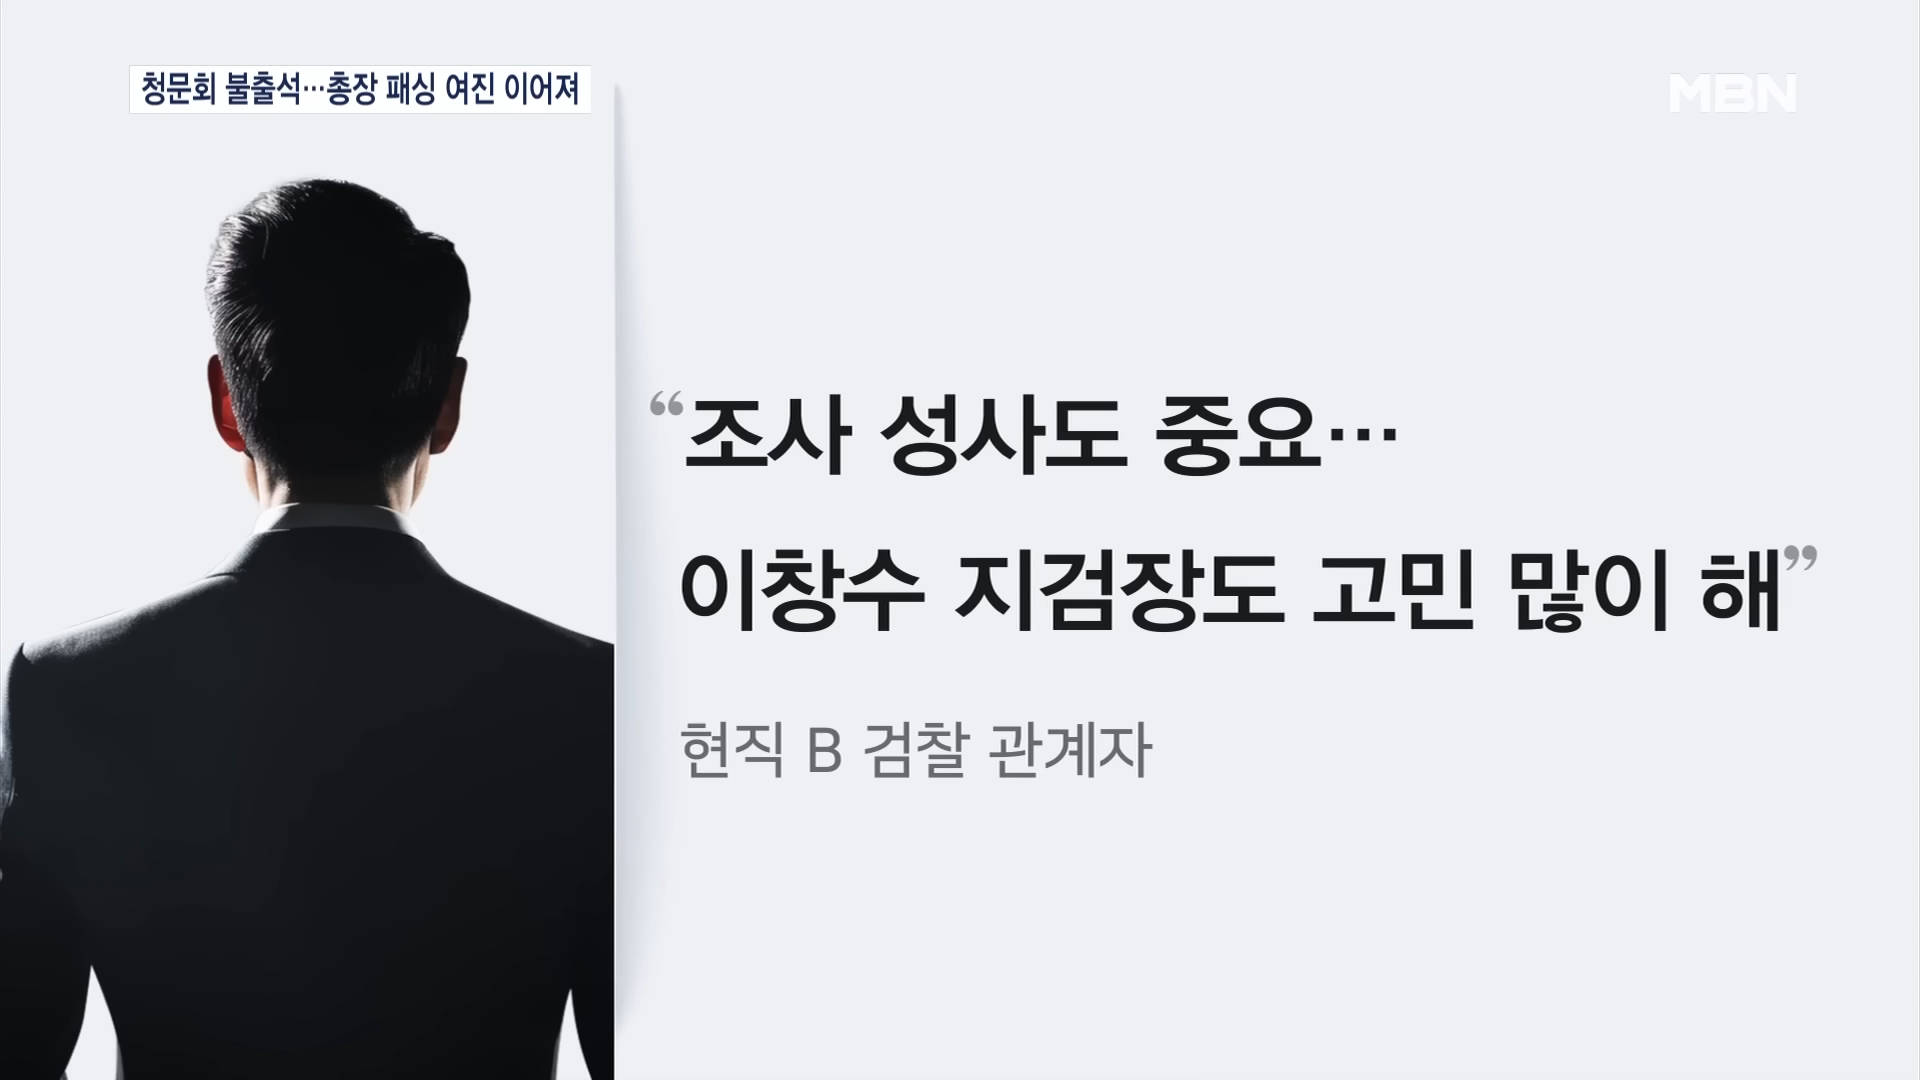 청문회 불출석…총장 패싱 여진 이어져
MBN
“조사 성사도 중요…
이창수 지검장도 고민 많이 해”
현직 B 검찰 관계자